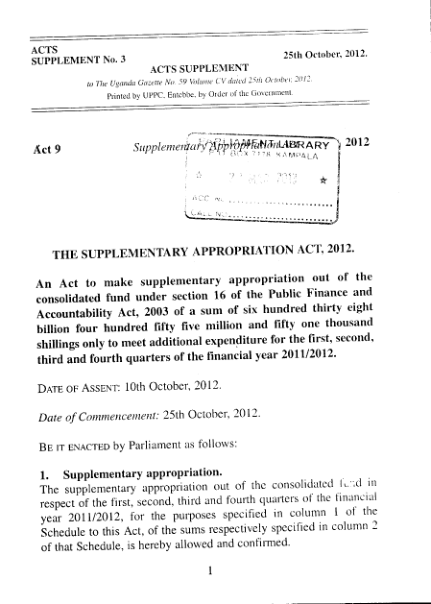 ACTS
SUPPLEMENT No. 3
25th October, 2012.
ACTS SUPPLEMENT
to The Uganda Gazette No. 59 Volume CV dated 25th October, 2012.
Printed by UPPC, Entebbe, by Order of the Government.
Act 9 Supplementary Appropriation Act 2012
PARLIAMENT LIBRARY
BOX 7178 KAMPALA
ACC NO.
CALL NO.
THE SUPPLEMENTARY APPROPRIATION ACT, 2012.
An Act to make supplementary appropriation out of the
consolidated fund under section 16 of the Public Finance and
Accountability Act, 2003 of a sum of six hundred thirty eight
billion four hundred fifty five million and fifty one thousand
shillings only to meet additional expenditure for the first, second,
third and fourth quarters of the financial year 2011/2012.
DATE OF ASSENT: 10th October, 2012.
Date of Commencement: 25th October, 2012.
BE IT ENACTED by Parliament as follows:
1. Supplementary appropriation.
The supplementary appropriation out of the consolidated fund in
respect of the first, second, third and fourth quarters of the financial
year 2011/2012, for the purposes specified in column 1 of the
Schedule to this Act, of the sums respectively specified in column 2
of that Schedule, is hereby allowed and confirmed.
1